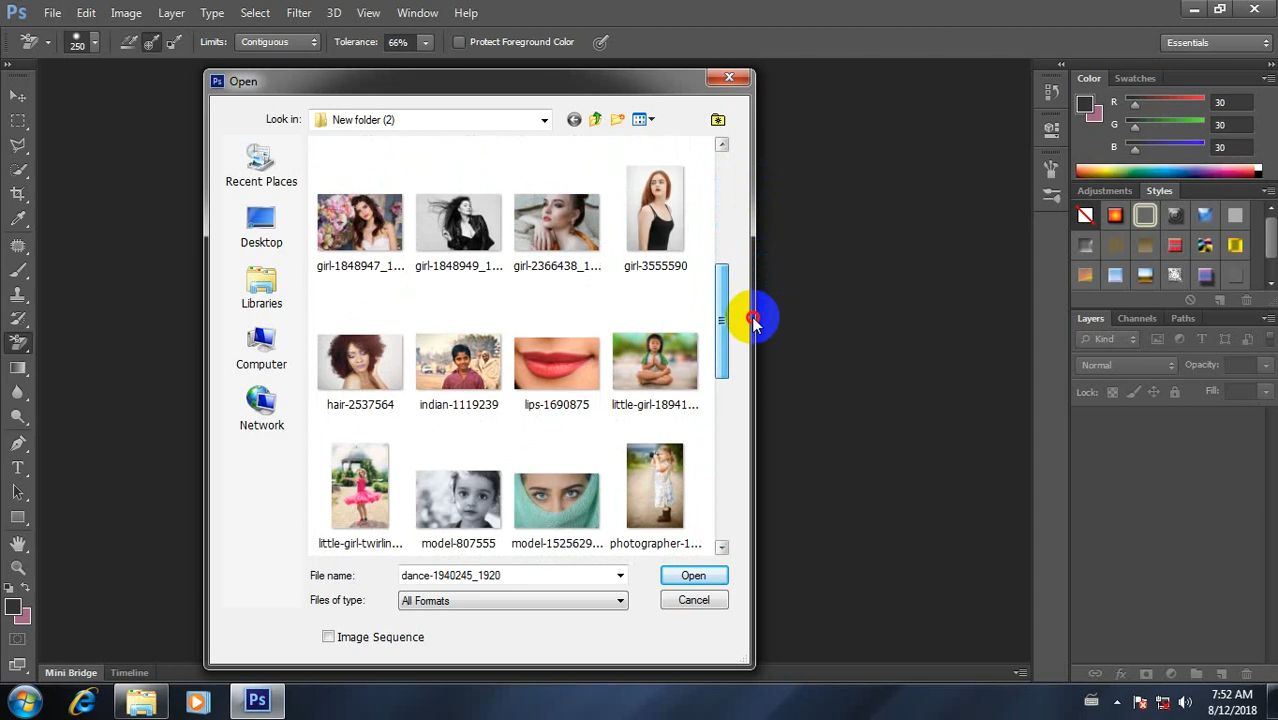 Ps File Edit Image Layer Type Select Filter 3D View Window Help
250 Limits: Contiguous Tolerance: 66% Protect Foreground Color Essentials
Ps Open
Look in: New folder (2)
Recent Places
Desktop
Libraries
Computer
Network
girl-1848947_1... girl-1848949_1... girl-2366438_1... girl-3555590
hair-2537564 indian-1119239 lips-1690875 little-girl-18941...
little-girl-twirlin... model-807555 model-1525629... photographer-1...
File name: dance-1940245_1920 Open
Files of type: All Formats Cancel
Image Sequence
Color Swatches
R 30
G 30
B 30
Adjustments Styles
Layers Channels Paths
Kind
Normal Opacity:
Lock: Fill:
Mini Bridge Timeline
Ps
7:52 AM
8/12/2018